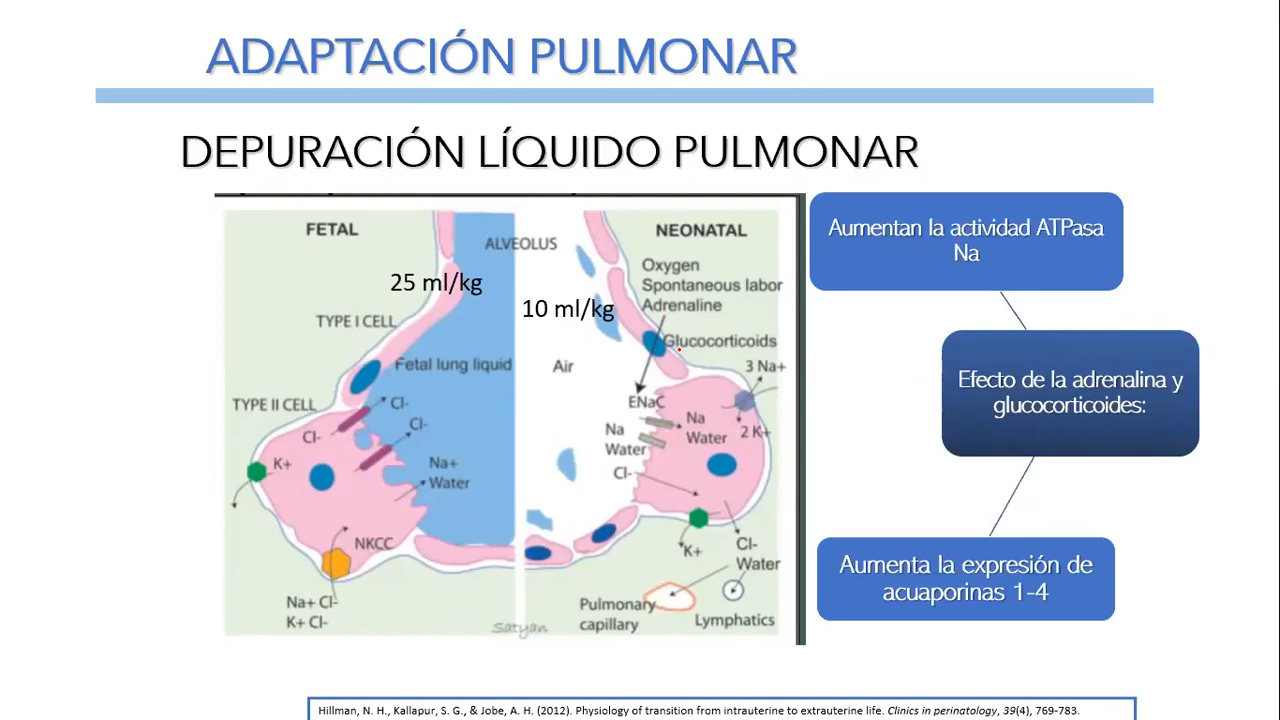 ADAPTACIÓN PULMONAR
DEPURACIÓN LÍQUIDO PULMONAR
FETAL
ALVEOLUS
NEONATAL
25 ml/kg
10 ml/kg
Oxygen
Spontaneous labor
Adrenaline
TYPE I CELL
Glucocorticoids
Fetal lung liquid
Air
3 Na+
TYPE II CELL
Cl-
Cl-
Cl-
ENaC
Na
Water
Na
Water
2 K+
K+
Na+
Water
Cl-
NKCC
K+
Cl-
Water
Na+ Cl-
K+ Cl-
Pulmonary
capillary
Lymphatics
Satyan
Aumentan la actividad ATPasa
Na
Efecto de la adrenalina y
glucocorticoides:
Aumenta la expresión de
acuaporinas 1-4
Hillman, N. H., Kallapur, S. G., & Jobe, A. H. (2012). Physiology of transition from intrauterine to extrauterine life. Clinics in perinatology, 39(4), 769-783.